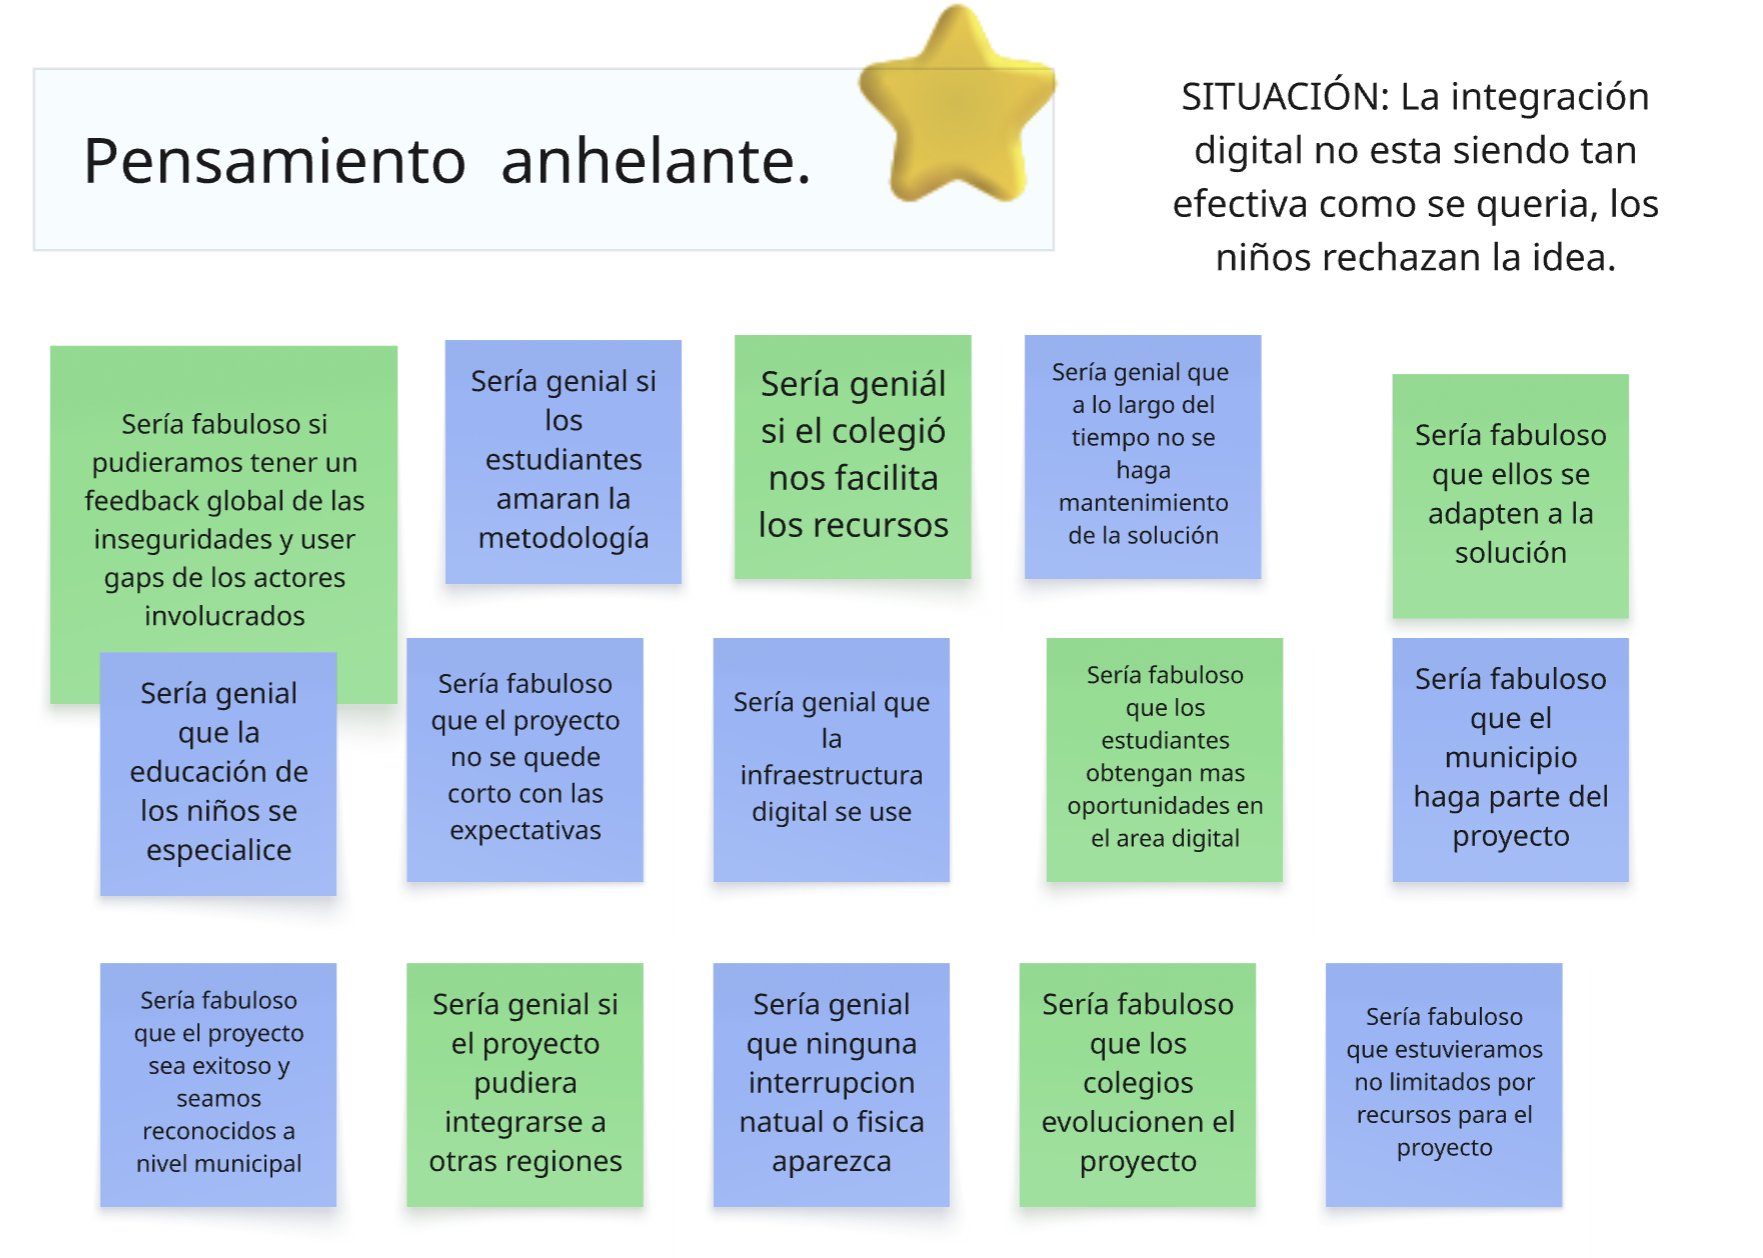 Pensamiento anhelante.
SITUACIÓN: La integración
digital no esta siendo tan
efectiva como se queria, los
niños rechazan la idea.
Sería fabuloso si
pudieramos tener un
feedback global de las
inseguridades y user
gaps de los actores
involucrados
Sería genial si
los
estudiantes
amaran la
metodología
Sería geniál
si el colegió
nos facilita
los recursos
Sería genial que
a lo largo del
tiempo no se
haga
mantenimiento
de la solución
Sería fabuloso
que ellos se
adapten a la
solución
Sería genial
que la
educación de
los niños se
especialice
Sería fabuloso
que el proyecto
no se quede
corto con las
expectativas
Sería genial que
la
infraestructura
digital se use
Sería fabuloso
que los
estudiantes
obtengan mas
oportunidades en
el area digital
Sería fabuloso
que el
municipio
haga parte del
proyecto
Sería fabuloso
que el proyecto
sea exitoso y
seamos
reconocidos a
nivel municipal
Sería genial si
el proyecto
pudiera
integrarse a
otras regiones
Sería genial
que ninguna
interrupcion
natual o fisica
aparezca
Sería fabuloso
que los
colegios
evolucionen el
proyecto
Sería fabuloso
que estuvieramos
no limitados por
recursos para el
proyecto